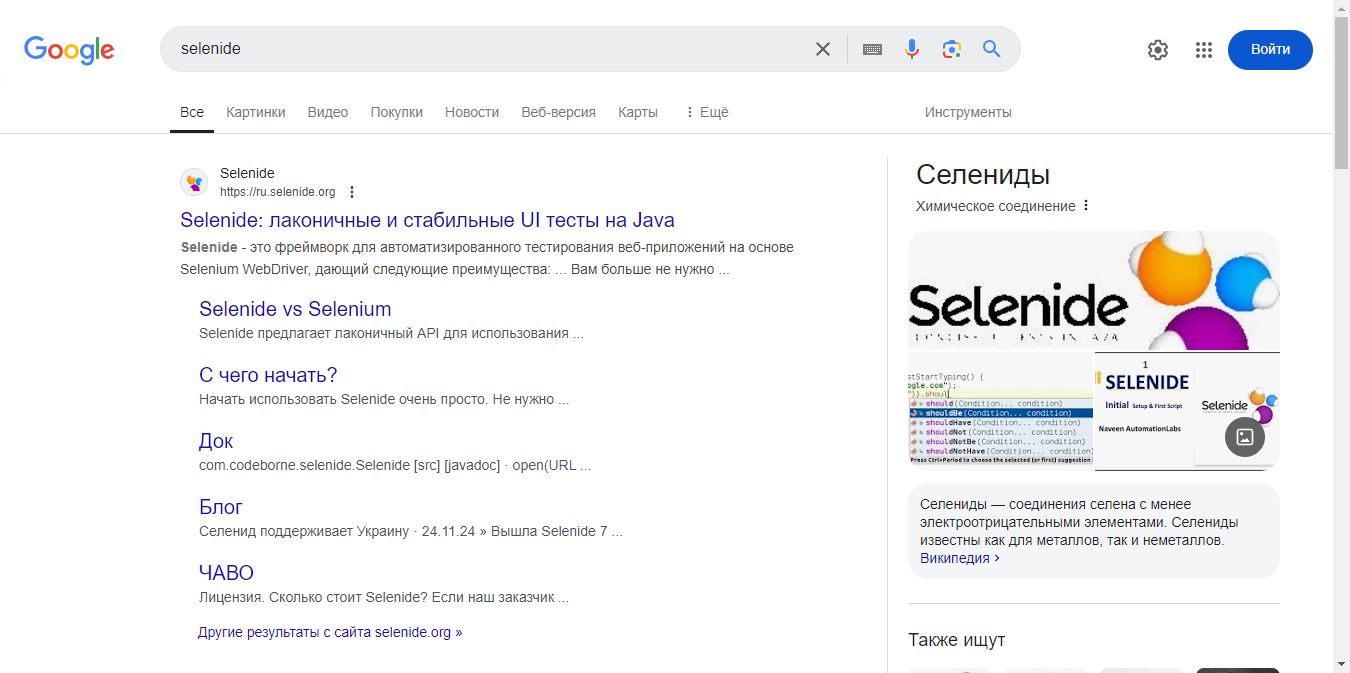 Google
selenide
Войти
Все
Картинки
Видео
Покупки
Новости
Веб-версия
Карты
Ещё
Инструменты
Selenide
https://ru.selenide.org
Selenide: лаконичные и стабильные UI тесты на Java
Selenide - это фреймворк для автоматизированного тестирования веб-приложений на основе
Selenium WebDriver, дающий следующие преимущества: ... Вам больше не нужно ...
Selenide vs Selenium
Selenide предлагает лаконичный API для использования ...
С чего начать?
Начать использовать Selenide очень просто. Не нужно ...
Док
com.codeborne.selenide.Selenide [src] [javadoc] · open(URL ...
Блог
Селенид поддерживает Украину · 24.11.24 » Вышла Selenide 7 ...
ЧАВО
Лицензия. Сколько стоит Selenide? Если наш заказчик ...
Другие результаты с сайта selenide.org »
Селениды
Химическое соединение
Selenide
stStartTyping() {
ogle.com");
")).shoul
should(Condition... condition)
shouldBe(Condition... condition)
shouldHave(Condition... condition)
shouldNot(Condition... condition)
shouldNotBe(Condition... condition)
shouldNotHave(Condition... condition)
Press Ctrl+Period to choose the selected (or first) suggestion
1
SELENIDE
Initial Setup & First Script
Naveen AutomationLabs
Selenide
Селениды — соединения селена с менее
электроотрицательными элементами. Селениды
известны как для металлов, так и неметаллов.
Википедия ›
Также ищут